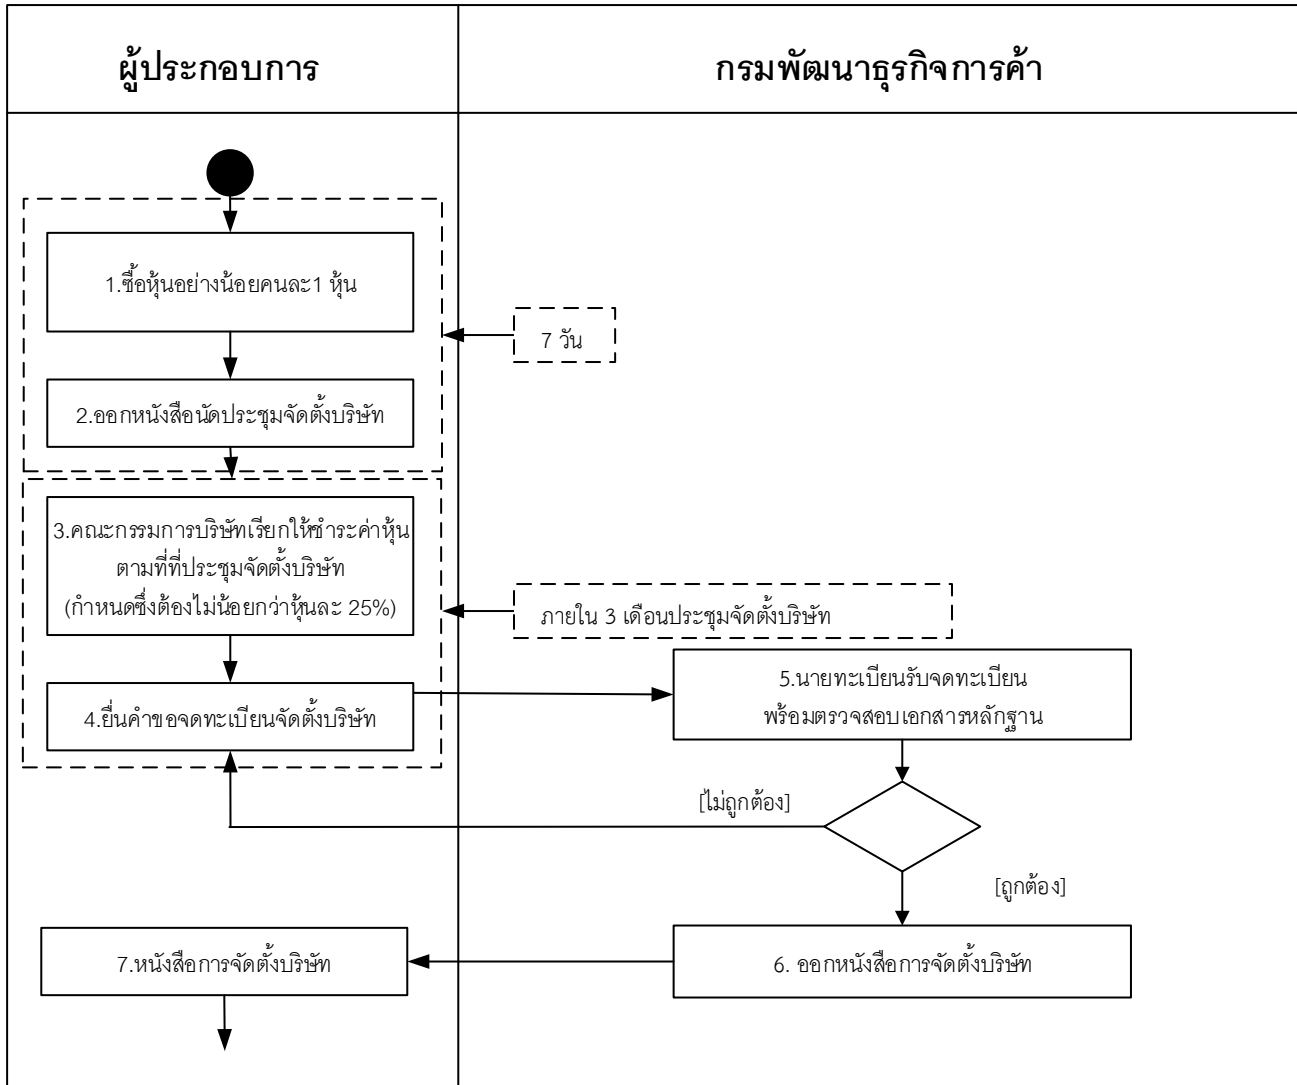 ผู้ประกอบการ
กรมพัฒนาธุรกิจการค้า
1.ซื้อหุ้นอย่างน้อยคนละ1 หุ้น
7 วัน
2.ออกหนังสือนัดประชุมจัดตั้งบริษัท
3.คณะกรรมการบริษัทเรียกให้ชำระค่าหุ้น
ตามที่ที่ประชุมจัดตั้งบริษัท
(กำหนดซึ่งต้องไม่น้อยกว่าหุ้นละ 25%)
ภายใน 3 เดือนประชุมจัดตั้งบริษัท
4.ยื่นคำขอจดทะเบียนจัดตั้งบริษัท
5.นายทะเบียนรับจดทะเบียน
พร้อมตรวจสอบเอกสารหลักฐาน
[ไม่ถูกต้อง]
[ถูกต้อง]
6. ออกหนังสือการจัดตั้งบริษัท
7.หนังสือการจัดตั้งบริษัท